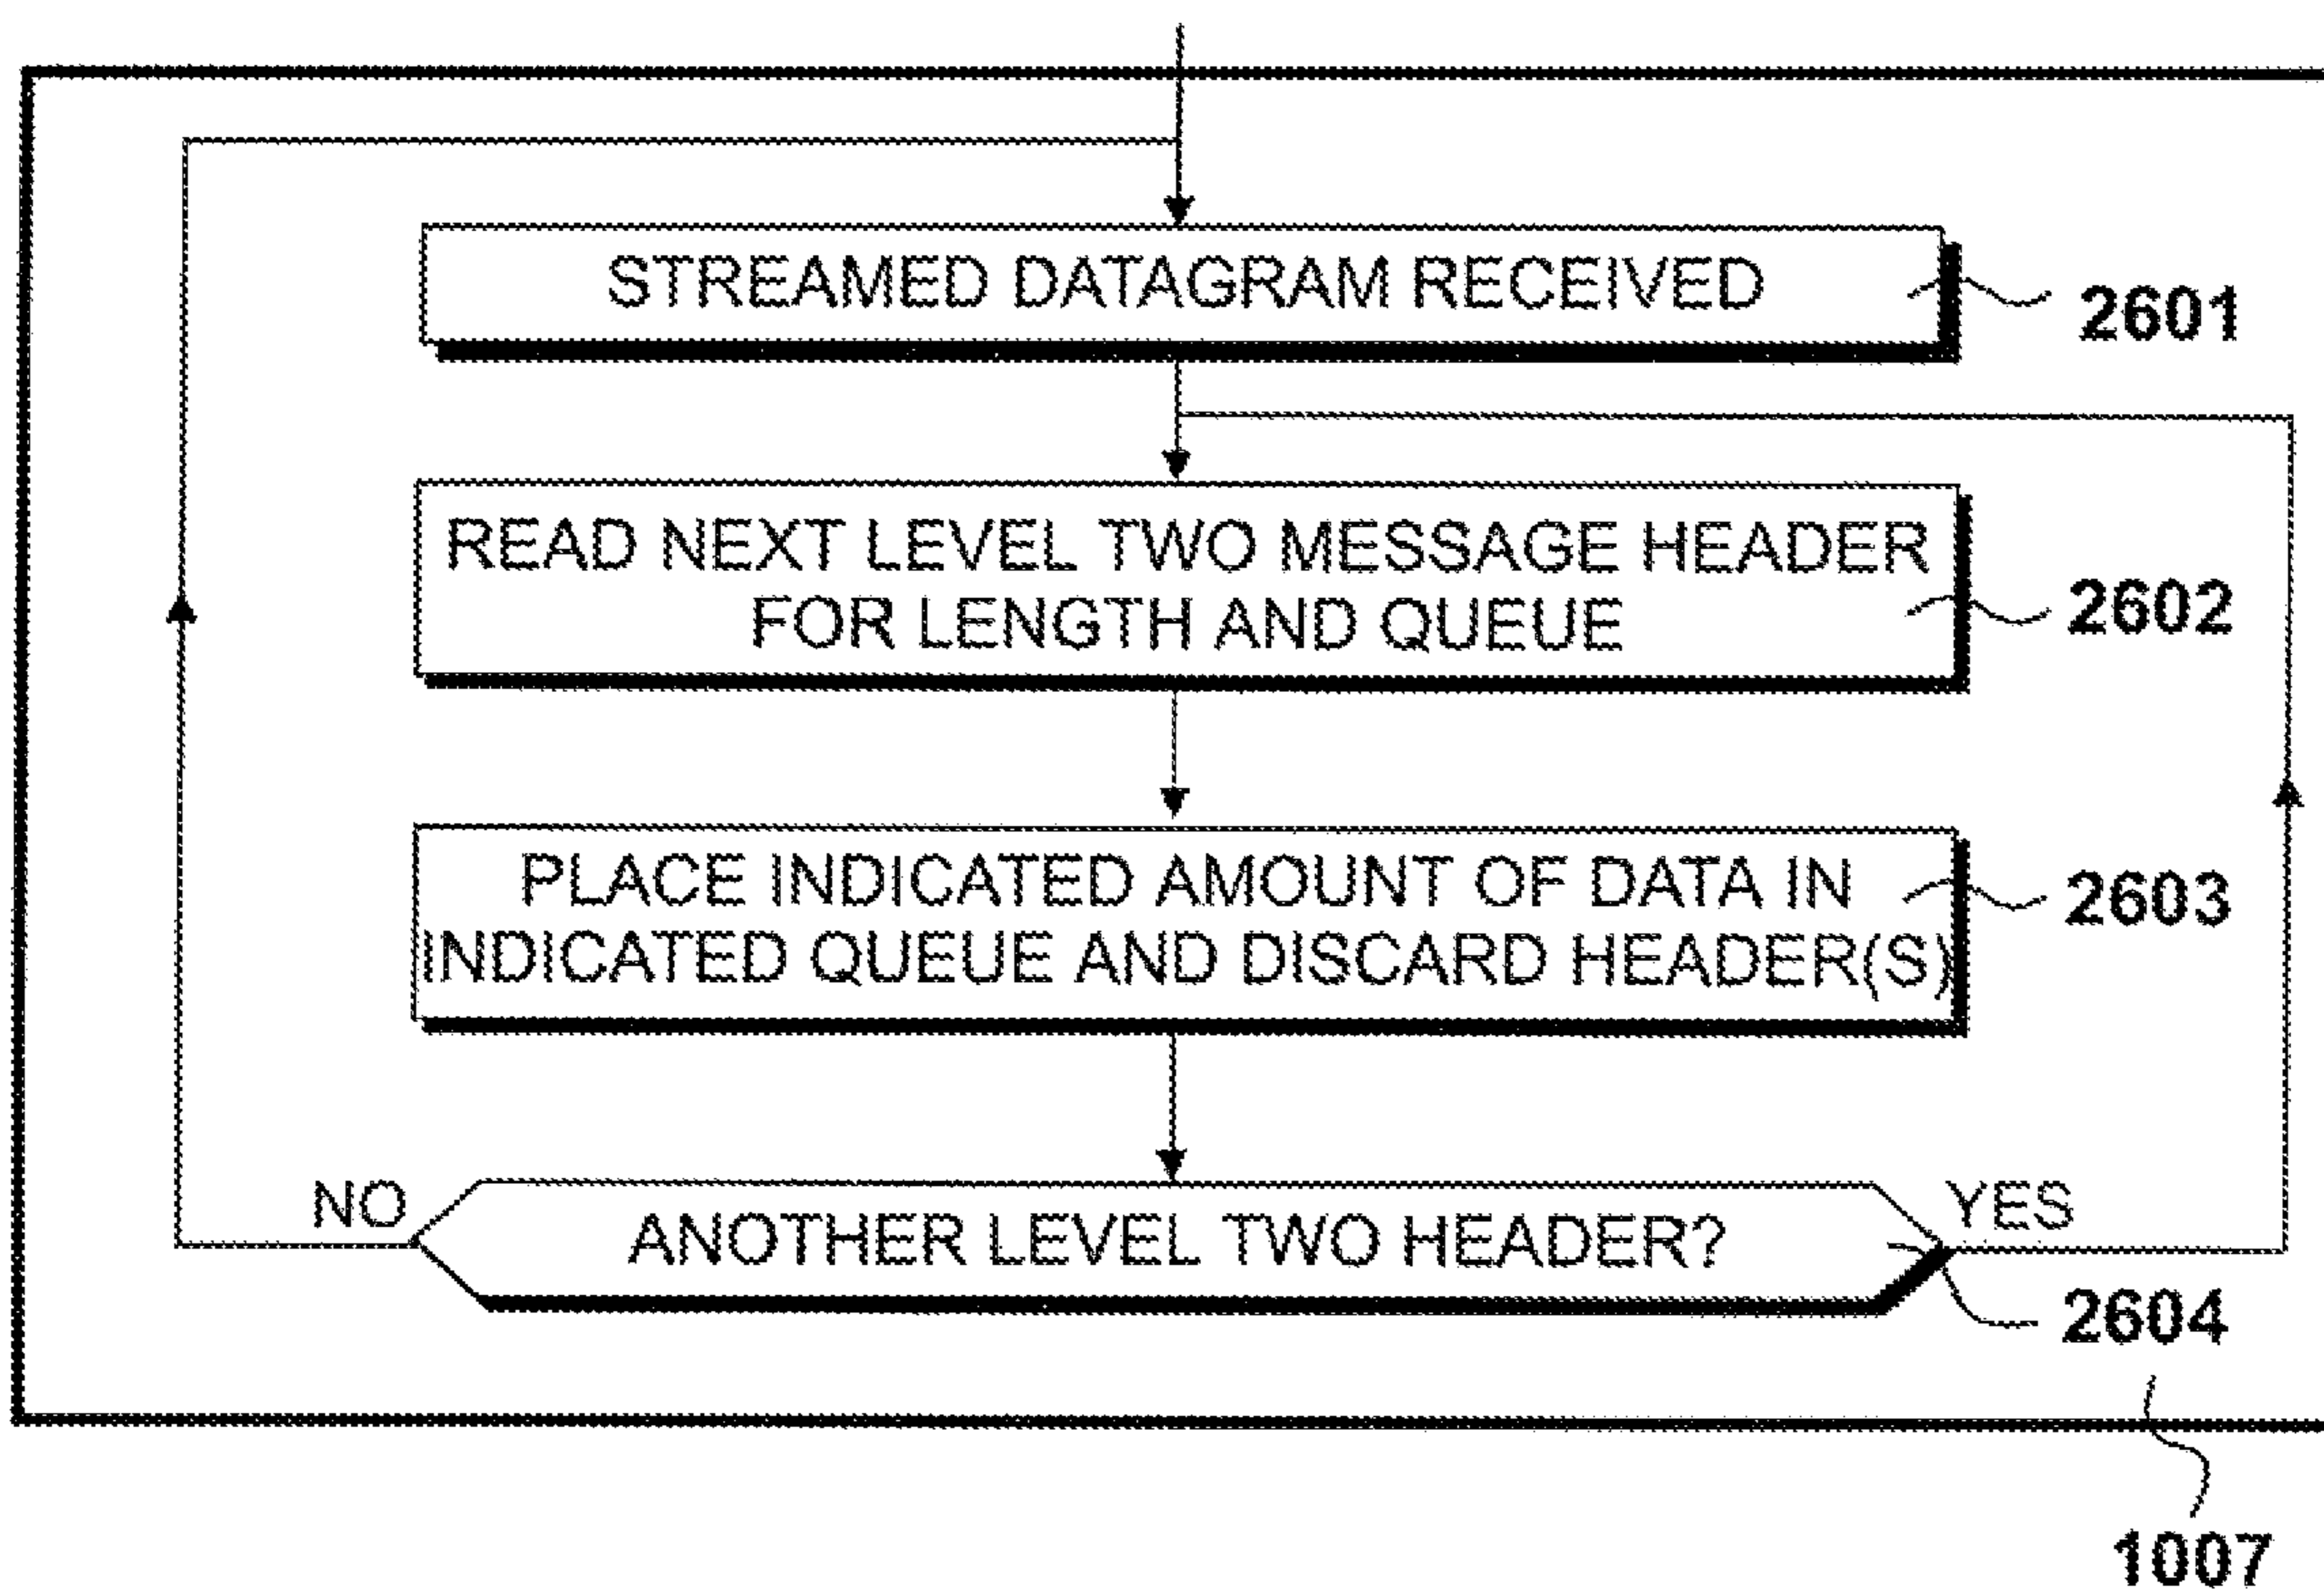 STREAMED DATAGRAM RECEIVED
2601
READ NEXT LEVEL TWO MESSAGE HEADER
FOR LENGTH AND QUEUE
2602
PLACE INDICATED AMOUNT OF DATA IN
INDICATED QUEUE AND DISCARD HEADER(S)
2603
NO
ANOTHER LEVEL TWO HEADER?
YES
2604
1007